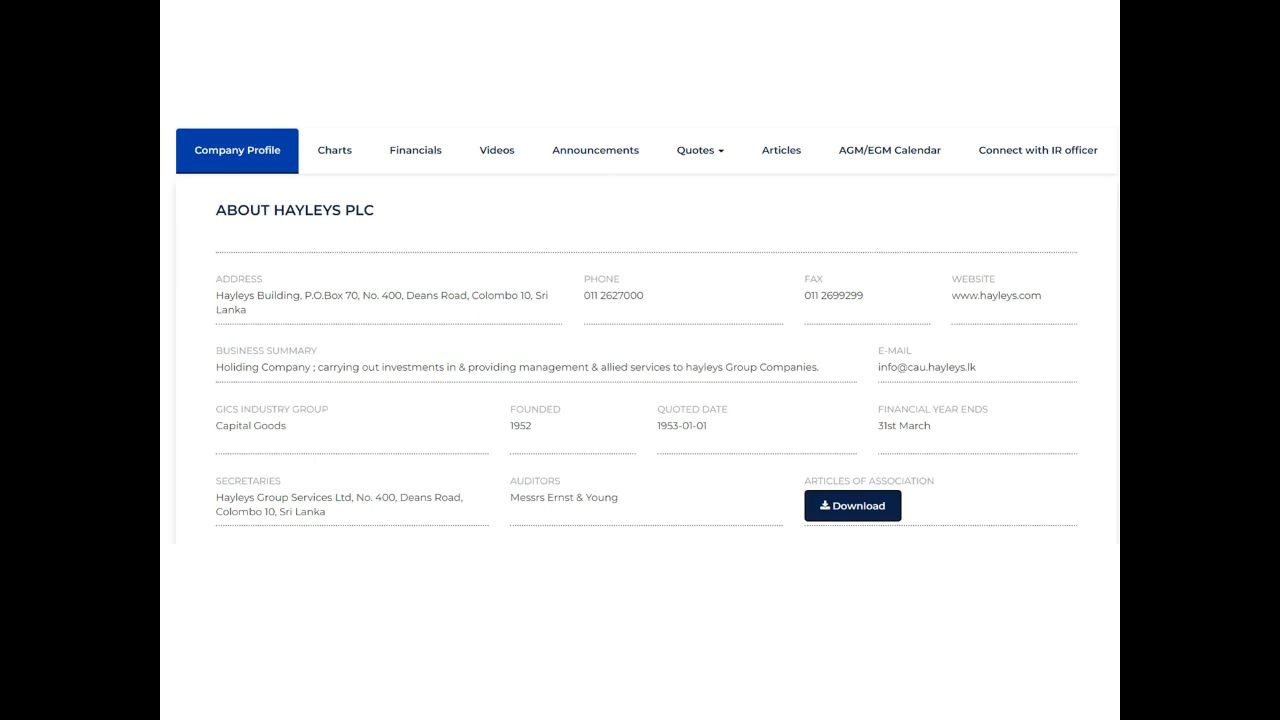 Company Profile Charts Financials Videos Announcements Quotes Articles AGM/EGM Calendar Connect with IR officer
ABOUT HAYLEYS PLC
ADDRESS PHONE FAX WEBSITE
Hayleys Building, P.O.Box 70, No. 400, Deans Road, Colombo 10, Sri 011 2627000 011 2699299 www.hayleys.com
Lanka
BUSINESS SUMMARY E-MAIL
Holiding Company ; carrying out investments in & providing management & allied services to hayleys Group Companies. info@cau.hayleys.lk
GICS INDUSTRY GROUP FOUNDED QUOTED DATE FINANCIAL YEAR ENDS
Capital Goods 1952 1953-01-01 31st March
SECRETARIES AUDITORS ARTICLES OF ASSOCIATION
Hayleys Group Services Ltd, No. 400, Deans Road, Messrs Ernst & Young Download
Colombo 10, Sri Lanka